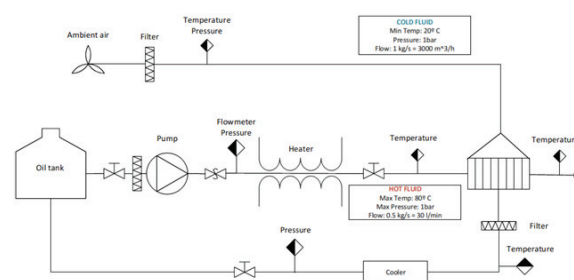 COLD FLUID
Min Temp: 20º C
Pressure: 1bar
Flow: 1 kg/s = 3000 m^3/h
Temperature
Pressure
Ambient air
Filter
Flowmeter
Pressure
Pump
Heater
Temperature
Temperature
Oil tank
HOT FLUID
Max Temp: 80º C
Max Pressure: 1bar
Flow: 0.5 kg/s = 30 l/min
Filter
Pressure
Temperature
Cooler